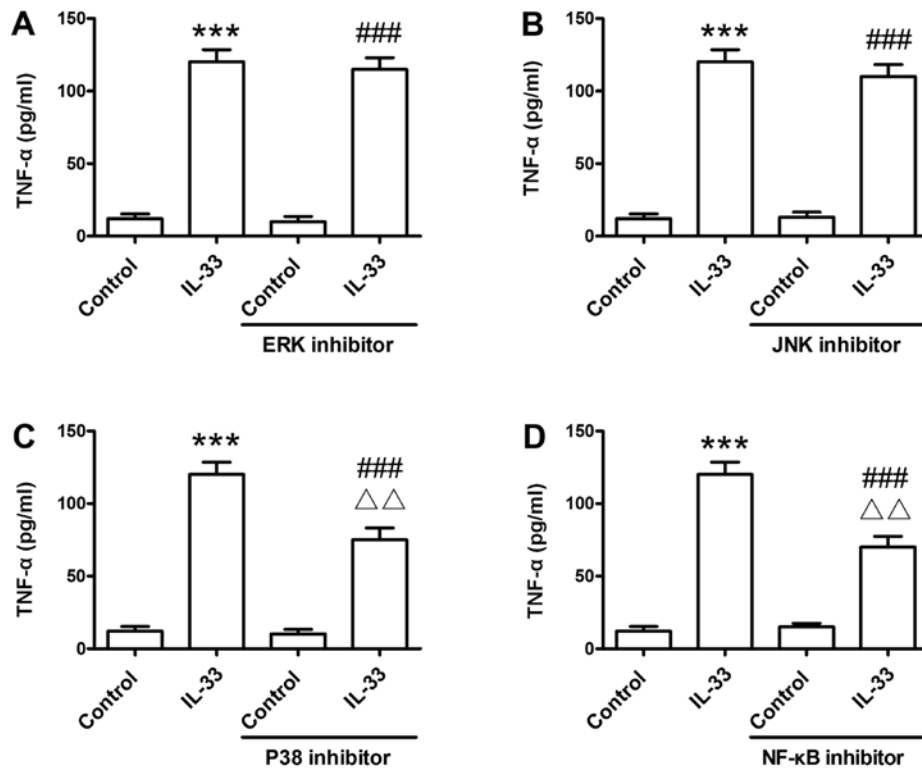 A
TNF-α (pg/ml)
150
100
50
0
***
###
Control
IL-33
Control
IL-33
ERK inhibitor
B
TNF-α (pg/ml)
150
100
50
0
***
###
Control
IL-33
Control
IL-33
JNK inhibitor
C
TNF-α (pg/ml)
150
100
50
0
***
###
△△
Control
IL-33
Control
IL-33
P38 inhibitor
D
TNF-α (pg/ml)
150
100
50
0
***
###
△△
Control
IL-33
Control
IL-33
NF-κB inhibitor